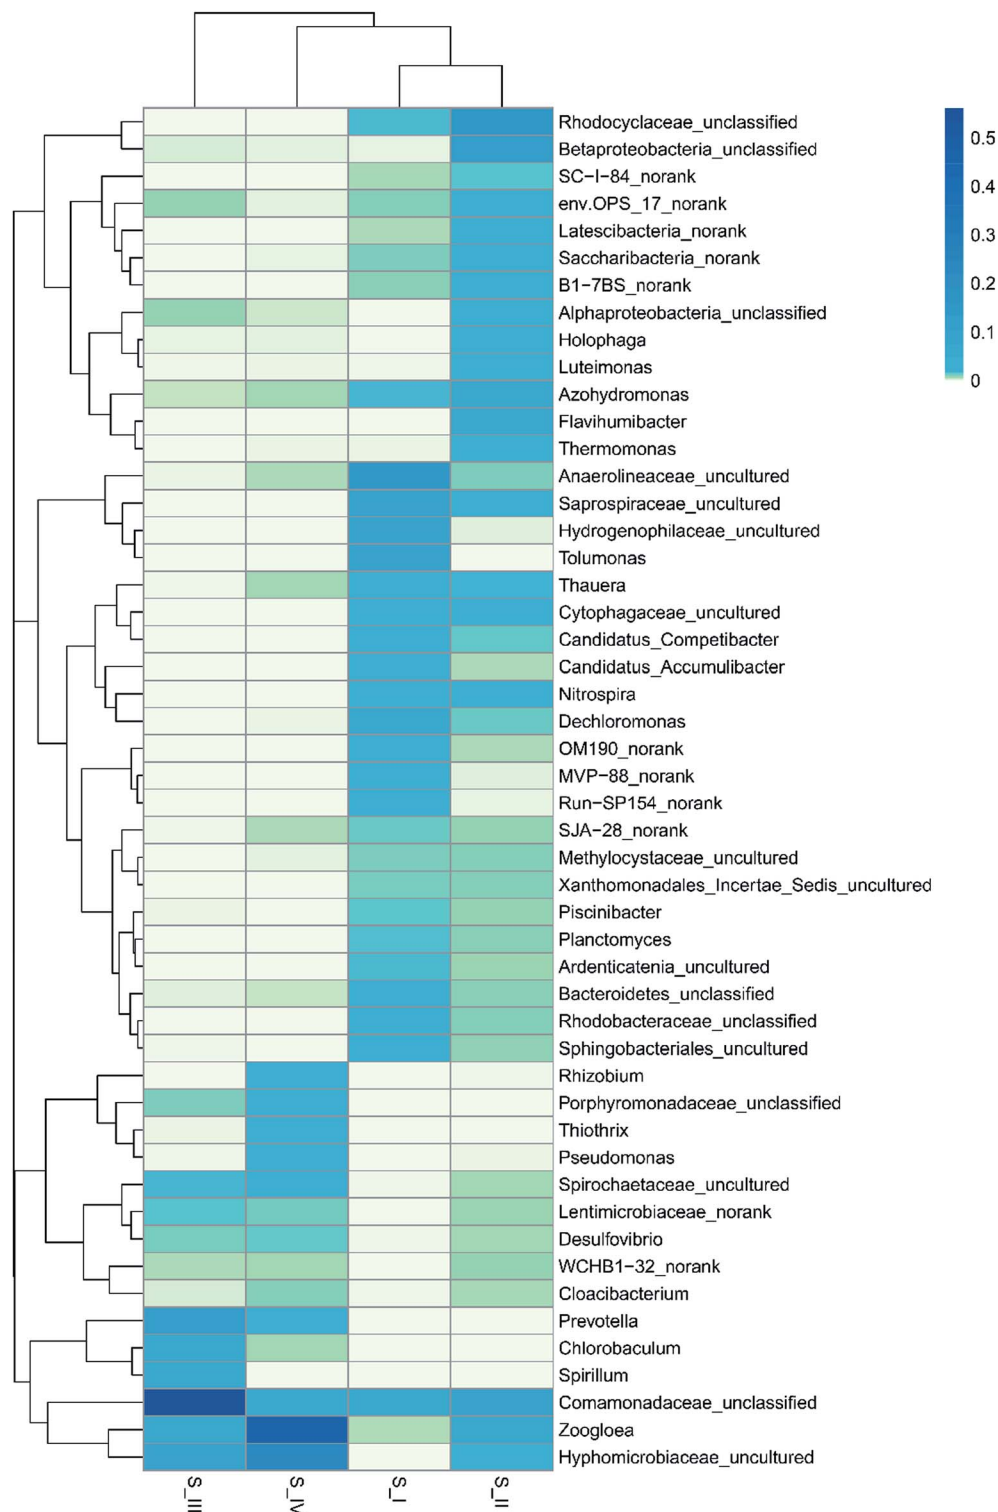 Rhodocyclaceae_unclassified
Betaproteobacteria_unclassified
SC−I−84_norank
env.OPS_17_norank
Latescibacteria_norank
Saccharibacteria_norank
B1−7BS_norank
Alphaproteobacteria_unclassified
Holophaga
Luteimonas
Azohydromonas
Flavihumibacter
Thermomonas
Anaerolineaceae_uncultured
Saprospiraceae_uncultured
Hydrogenophilaceae_uncultured
Tolumonas
Thauera
Cytophagaceae_uncultured
Candidatus_Competibacter
Candidatus_Accumulibacter
Nitrospira
Dechloromonas
OM190_norank
MVP−88_norank
Run−SP154_norank
SJA−28_norank
Methylocystaceae_uncultured
Xanthomonadales_Incertae_Sedis_uncultured
Piscinibacter
Planctomyces
Ardenticatenia_uncultured
Bacteroidetes_unclassified
Rhodobacteraceae_unclassified
Sphingobacteriales_uncultured
Rhizobium
Porphyromonadaceae_unclassified
Thiothrix
Pseudomonas
Spirochaetaceae_uncultured
Lentimicrobiaceae_norank
Desulfovibrio
WCHB1−32_norank
Cloacibacterium
Prevotella
Chlorobaculum
Spirillum
Comamonadaceae_unclassified
Zoogloea
Hyphomicrobiaceae_uncultured
S_III
S_IV
S_I
S_II
0.5
0.4
0.3
0.2
0.1
0